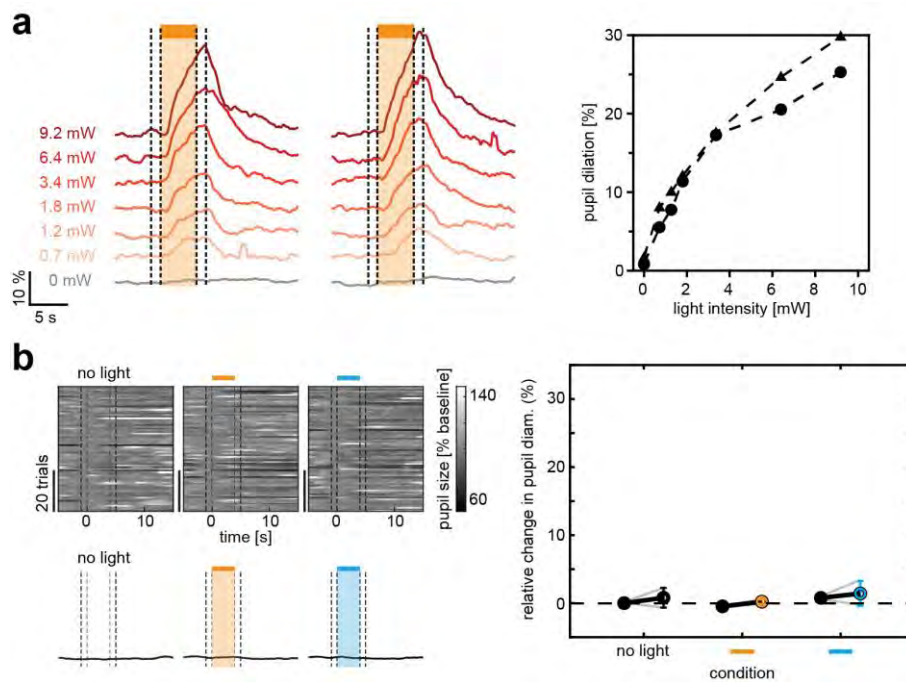 a
9.2 mW
6.4 mW
3.4 mW
1.8 mW
1.2 mW
0.7 mW
0 mW
10 %
5 s
pupil dilation [%]
30
20
10
0
0 2 4 6 8 10
light intensity [mW]
b
no light
20 trials
0 10
0 10
0 10
time [s]
pupil size [% baseline]
140
60
no light
relative change in pupil diam. (%)
30
20
10
0
no light
condition